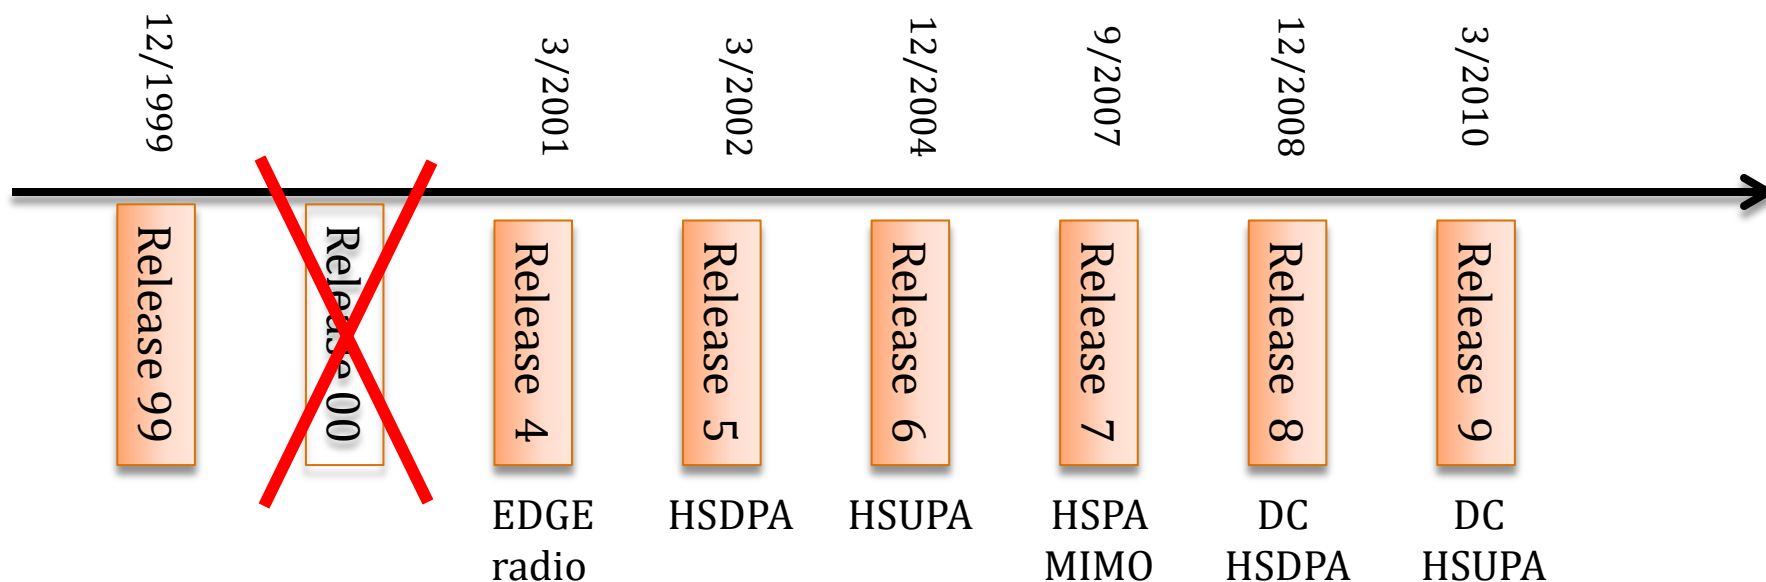 12/1999
3/2001
3/2002
12/2004
9/2007
12/2008
3/2010
Release 99
Release 00
Release 4
Release 5
Release 6
Release 7
Release 8
Release 9
EDGE
radio
HSDPA
HSUPA
HSPA
MIMO
DC
HSDPA
DC
HSUPA